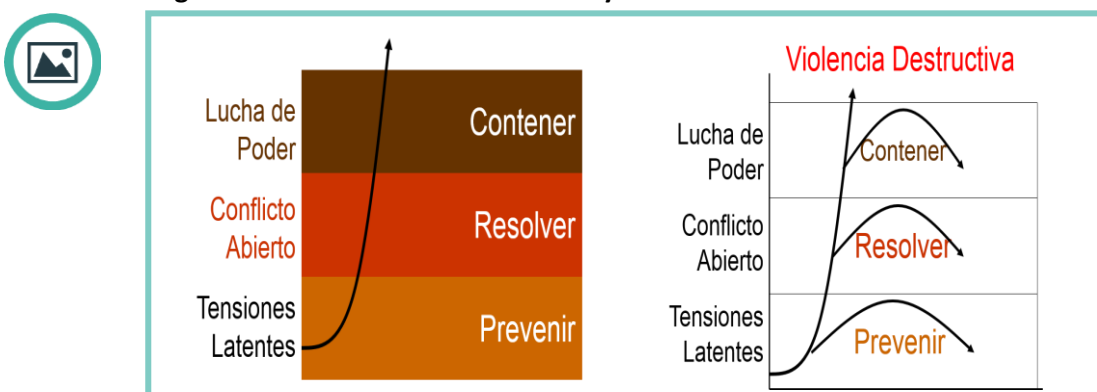 Lucha de
Poder
Contener
Conflicto
Abierto
Resolver
Tensiones
Latentes
Prevenir
Violencia Destructiva
Lucha de
Poder
Contener
Conflicto
Abierto
Resolver
Tensiones
Latentes
Prevenir